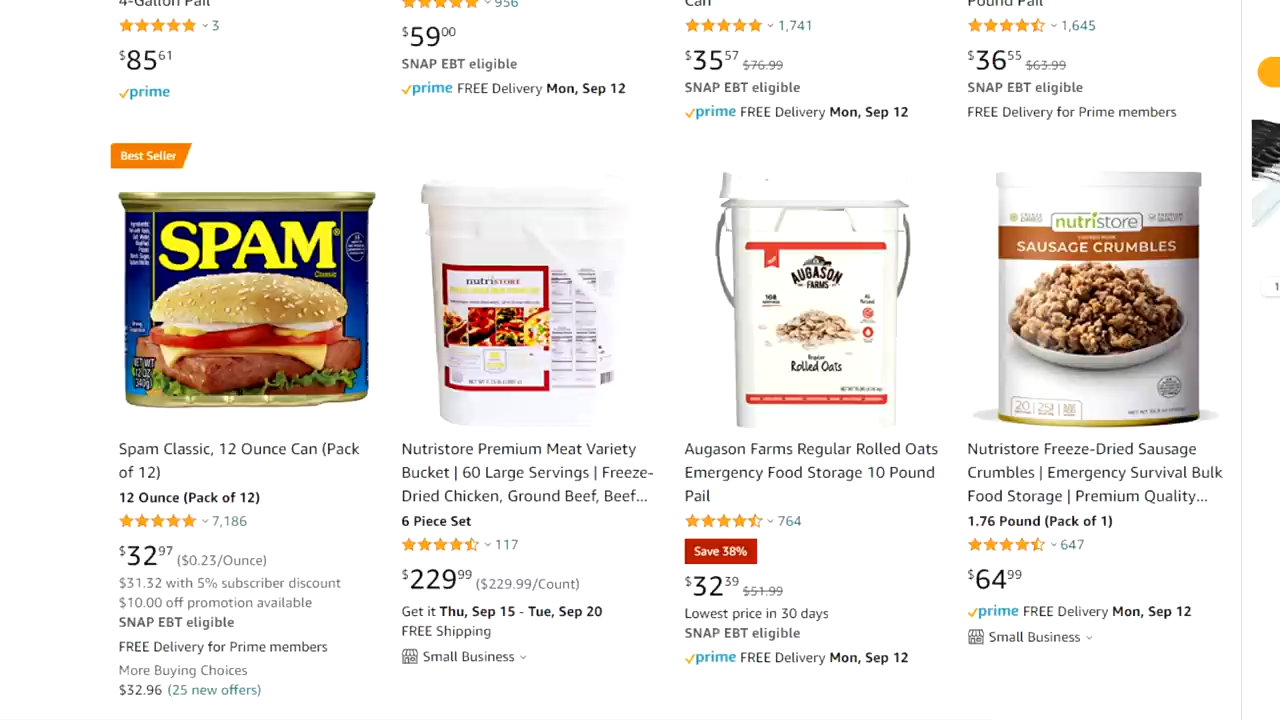 4-Gallon Pail
3
$85 61
prime
956
$59 00
SNAP EBT eligible
prime FREE Delivery Mon, Sep 12
Can
1,741
$35 57 $76.99
SNAP EBT eligible
prime FREE Delivery Mon, Sep 12
Pound Pail
1,645
$36 55 $63.99
SNAP EBT eligible
FREE Delivery for Prime members
Best Seller
SPAM
Classic
NET WT
12 OZ
(340g)
Spam Classic, 12 Ounce Can (Pack
of 12)
12 Ounce (Pack of 12)
7,186
$32 97 ($0.23/Ounce)
$31.32 with 5% subscriber discount
$10.00 off promotion available
SNAP EBT eligible
FREE Delivery for Prime members
More Buying Choices
$32.96 (25 new offers)
nutristore
Nutristore Premium Meat Variety
Bucket | 60 Large Servings | Freeze-
Dried Chicken, Ground Beef, Beef...
6 Piece Set
117
$229 99 ($229.99/Count)
Get it Thu, Sep 15 - Tue, Sep 20
FREE Shipping
Small Business
AUGASON
FARMS
108
Regular
Rolled Oats
Augason Farms Regular Rolled Oats
Emergency Food Storage 10 Pound
Pail
764
Save 38%
$32 39 $51.99
Lowest price in 30 days
SNAP EBT eligible
prime FREE Delivery Mon, Sep 12
nutristore
SAUSAGE CRUMBLES
Nutristore Freeze-Dried Sausage
Crumbles | Emergency Survival Bulk
Food Storage | Premium Quality...
1.76 Pound (Pack of 1)
647
$64 99
prime FREE Delivery Mon, Sep 12
Small Business